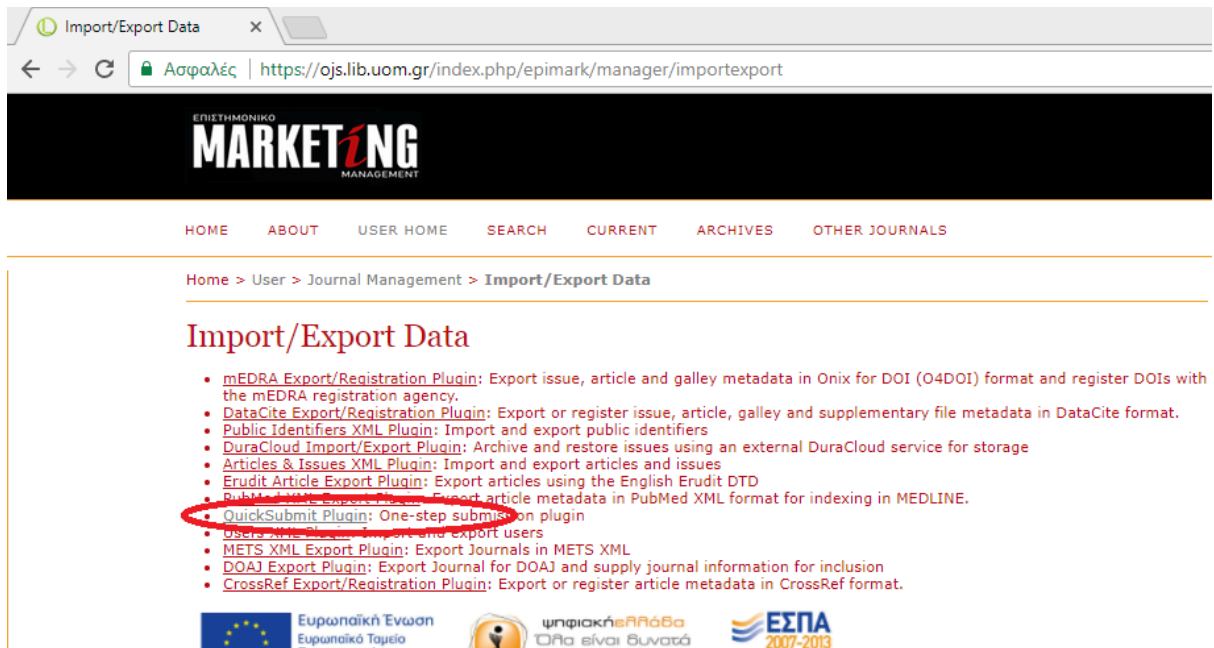 Import/Export Data
Ασφαλές | https://ojs.lib.uom.gr/index.php/epimark/manager/importexport
ΕΠΙΣΤΗΜΟΝΙΚΟ
MARKETiNG
MANAGEMENT
HOME ABOUT USER HOME SEARCH CURRENT ARCHIVES OTHER JOURNALS
Home > User > Journal Management > Import/Export Data
Import/Export Data
• mEDRA Export/Registration Plugin: Export issue, article and galley metadata in Onix for DOI (O4DOI) format and register DOIs with
the mEDRA registration agency.
• DataCite Export/Registration Plugin: Export or register issue, article, galley and supplementary file metadata in DataCite format.
• Public Identifiers XML Plugin: Import and export public identifiers
• DuraCloud Import/Export Plugin: Archive and restore issues using an external DuraCloud service for storage
• Articles & Issues XML Plugin: Import and export articles and issues
• Erudit Article Export Plugin: Export articles using the English Erudit DTD
• PubMed XML Export Plugin: Export article metadata in PubMed XML format for indexing in MEDLINE.
• QuickSubmit Plugin: One-step submission plugin
• Users XML Plugin: Import and export users
• METS XML Export Plugin: Export Journals in METS XML
• DOAJ Export Plugin: Export Journal for DOAJ and supply journal information for inclusion
• CrossRef Export/Registration Plugin: Export or register article metadata in CrossRef format.
Ευρωπαϊκή Ένωση
Ευρωπαϊκό Ταμείο
ψηφιακήελλάδα
Όλα είναι δυνατά
ΕΣΠΑ
2007-2013